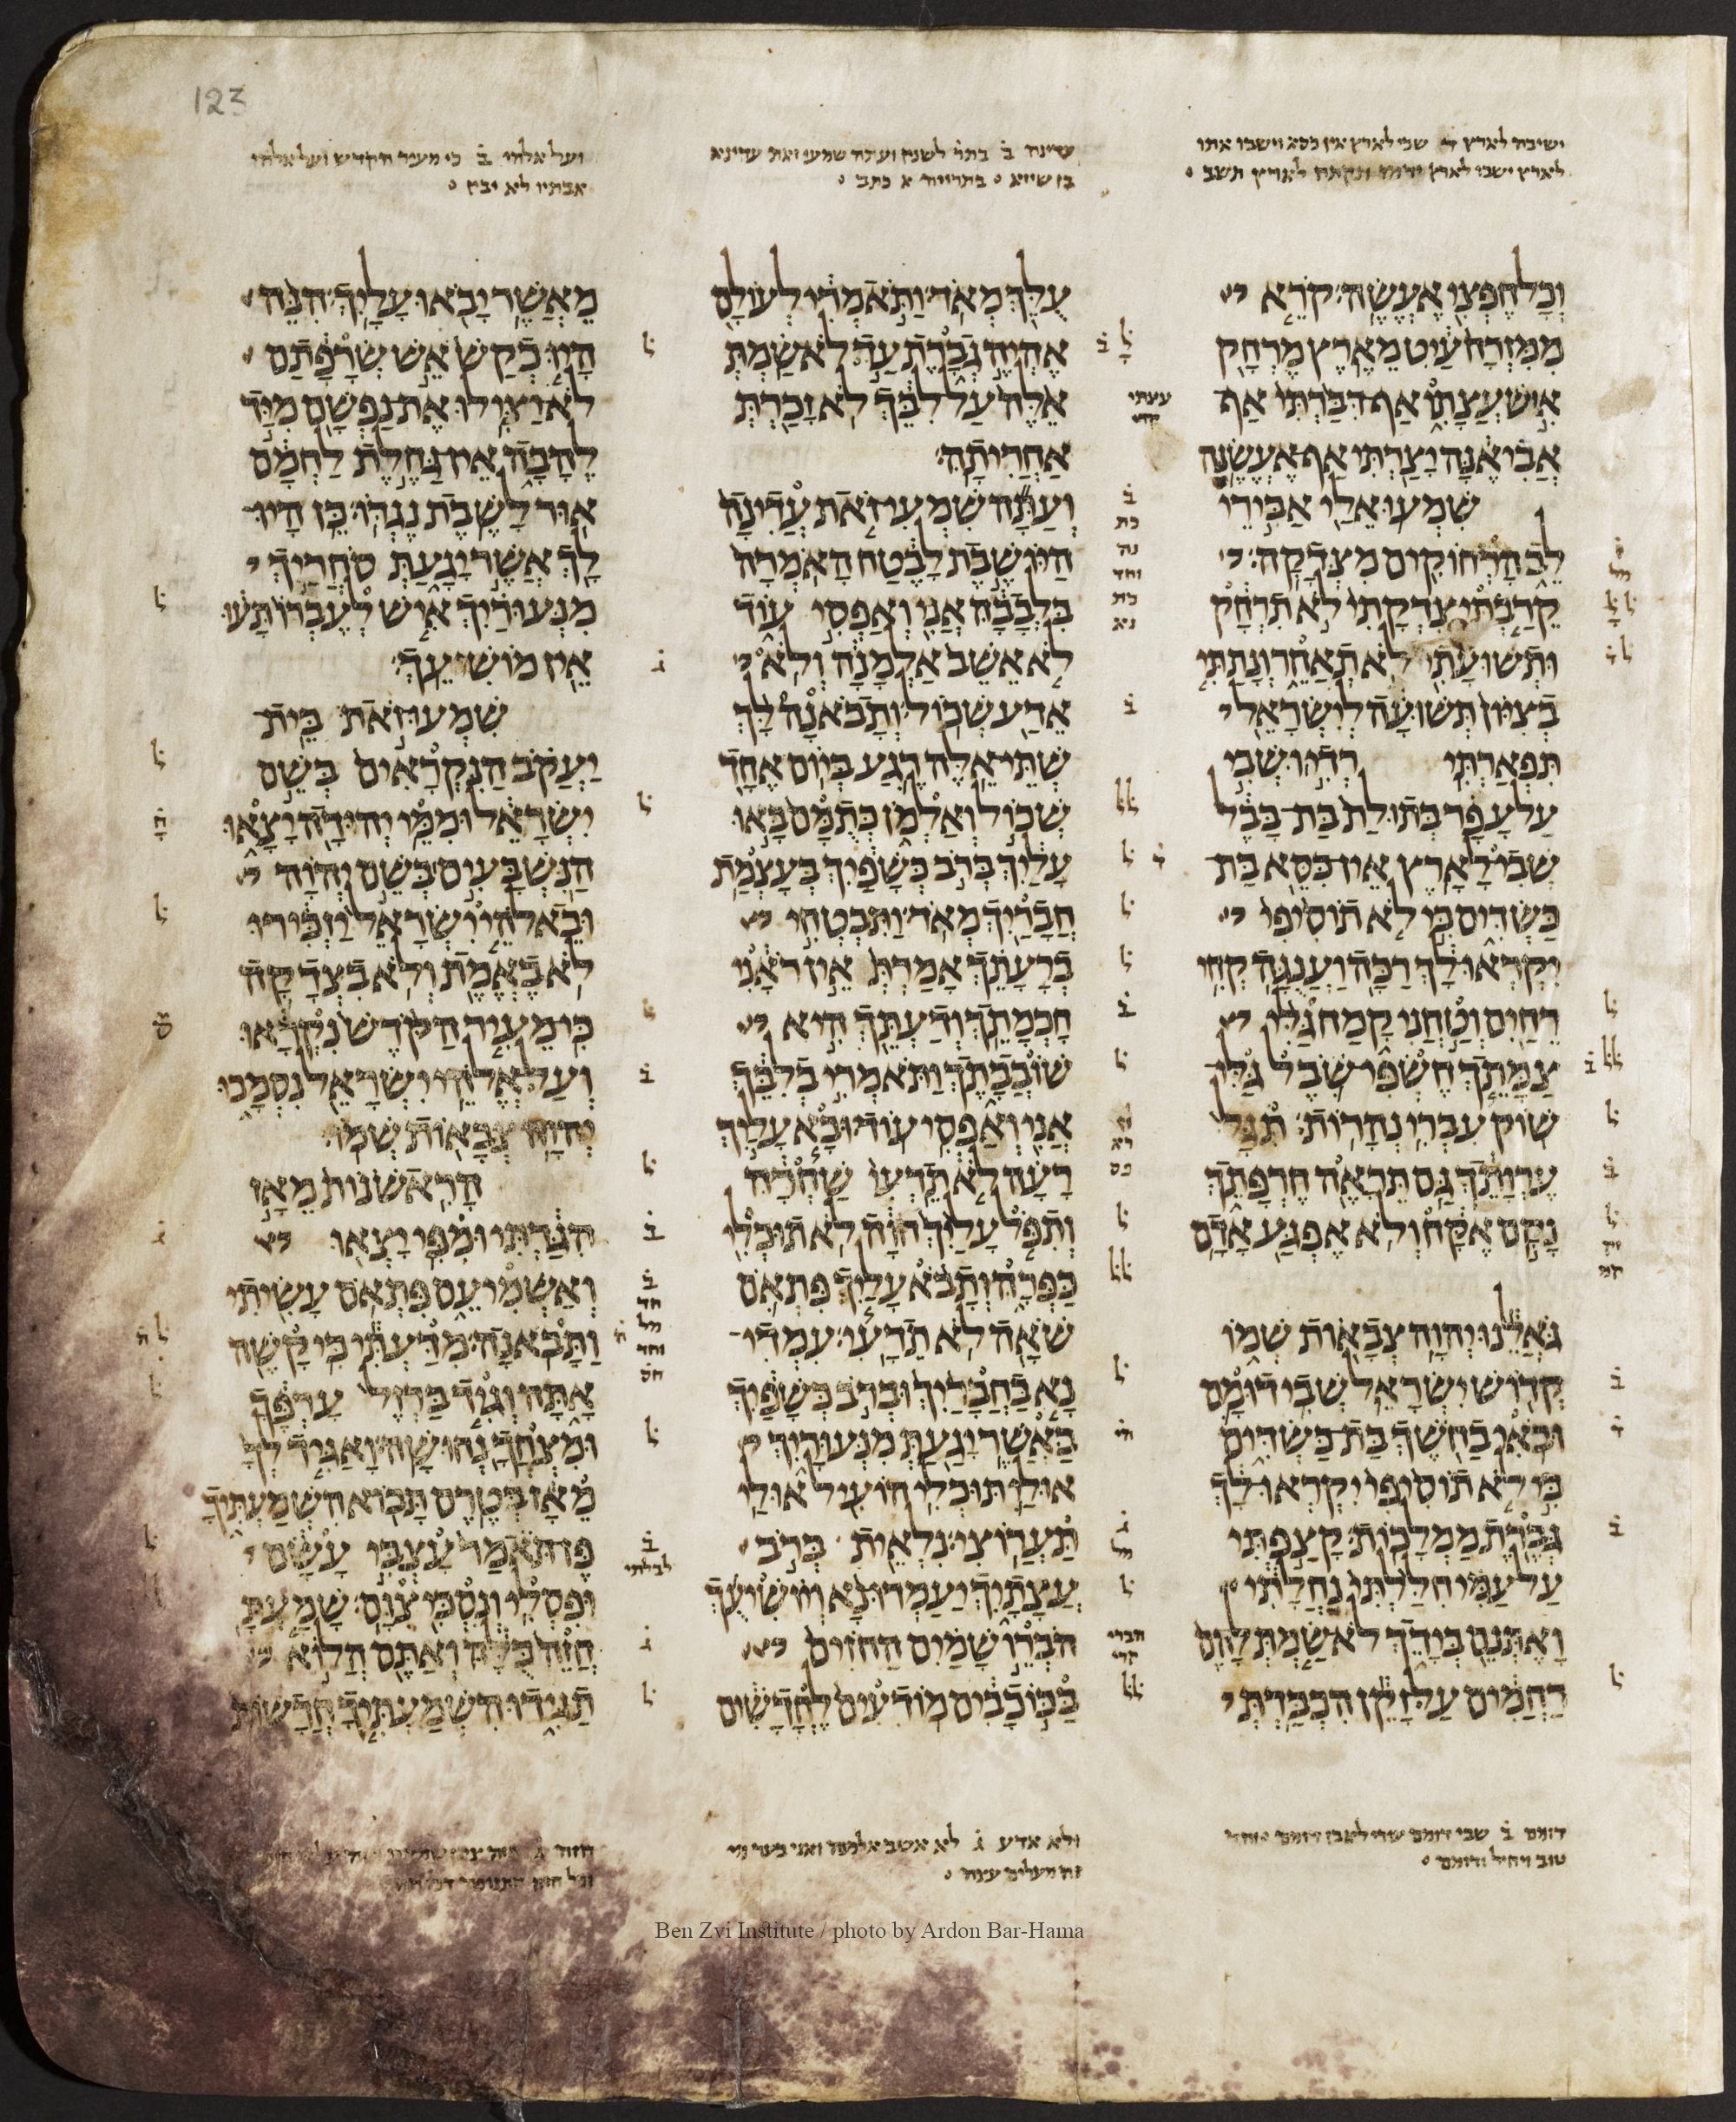 123
ישיבה לארץ ד שבי לארץ אין כסא וישבו אתו
לארץ ישבו לארץ ידמו ונקתה לארץ תשב
עדינה ב בתר לשנה ועתה שמעי זאת עדינא
בן שיזא בתרייה א כתב
ועל אלהי ב כי מעיר הקדש ועל אלהי
אבתיו לא יבין
וכל חפצי אעשה קרא
ממזרח עיט מארץ מרחק
איש עצתו אף דברתי אף
אביאנה יצרתי אף אעשנה
שמעו אלי אבירי
לב הרחוקים מצדקה
קרבתי צדקתי לא תרחק
ותשועתי לא תאחר ונתתי
בציון תשועה לישראל
תפארתי רדי ושבי
על עפר בתולת בת בבל
שבי לארץ אין כסא בת
כשדים כי לא תוסיפי
יקראו לך רכה וענגה קחי
רחים וטחני קמח גלי
צמתך חשפי שבל גלי
שוק עברי נהרות תגל
ערותך גם תראה חרפתך
נקם אקח ולא אפגע אדם
גאלנו יהוה צבאות שמו
קדוש ישראל שבי דומם
ובאי בחשך בת כשדים
כי לא תוסיפי יקראו לך
גברת ממלכות קצפתי
על עמי חללתי נחלתי
ואתנם בידך לא שמת להם
רחמים על זקן הכבדת
עלך מאד ותאמרי לעולם
אהיה גברת עד לא שמת
אלה על לבך לא זכרת
אחריתה
ועתה שמעי זאת עדינה
היושבת לבטח האמרה
בלבבה אני ואפסי עוד
לא אשב אלמנה ולא
אדע שכול ותבאנה לך
שתי אלה רגע ביום אחד
שכול ואלמן כתמם באו
עליך ברב כשפיך בעצמת
חבריך מאד ותבטחי
ברעתך אמרת אין ראני
חכמתך ודעתך היא
שובבתך ותאמרי בלבך
אני ואפסי עוד ובא עליך
רעה לא תדעי שחרה
ותפל עליך הוה לא תוכלי
כפרה ותבא עליך פתאם
שאה לא תדעי עמדי
נא בחבריך וברב כשפיך
באשר יגעת מנעוריך
אולי תוכלי הועיל אולי
תערוצי נלאית ברב
עצתיך יעמדו נא ויושיעך
הברו שמים החזים
בכוכבים מודעים לחדשים
מאשר יבאו עליך הנה
היו כקש אש שרפתם
לא יצילו את נפשם מיד
להבה אין גחלת לחמם
אור לשבת נגדו כן היו
לך אשר יגעת סחריך
מנעוריך איש לעברו תעו
אין מושיעך
שמעו זאת בית
יעקב הנקראים בשם
ישראל וממי יהודה יצאו
הנשבעים בשם יהוה
ובאלהי ישראל יזכירו
לא באמת ולא בצדקה
כי מעיר הקדש נקראו
ועל אלהי ישראל נסמכו
יהוה צבאות שמו
הראשנות מאז
הגדתי ומפי יצאו
ואשמיעם פתאם עשיתי
ותבאנה מדעתי כי קשה
אתה וגיד ברזל ערפך
ומצחך נחושה ואגיד לך
מאז בטרם תבוא השמעתיך
פן תאמר עצבי עשם
ופסלי ונסכי צום שמעת
חזה כלה ואתם הלוא
תגידו השמעתיך חדשות
דומם ב שבי דומם עורי לאבן דומם
טוב ויחיל ודומם
ולא אדע ג לא אשב אלמנה ואני בער
זה מעלים עצה
Ben Zvi Institute / photo by Ardon Bar-Hama